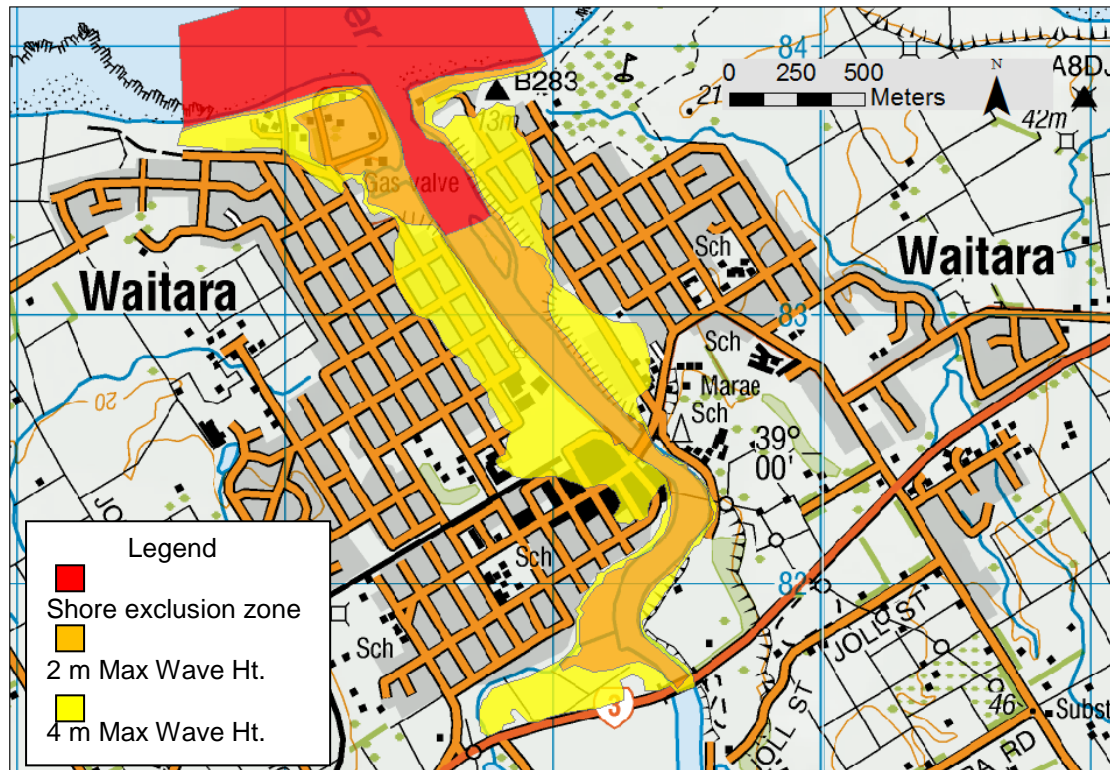 er
84
B283
A8DJ
0 250 500
Meters
N
21
13m
42m
Gas valve
Waitara
Sch
Waitara
83
Sch
Marae
Sch
20
39°
00'
Sch
82
JOLL ST
Sch
JOLL ST
3
46
Subst
RD
Legend
Shore exclusion zone
2 m Max Wave Ht.
4 m Max Wave Ht.